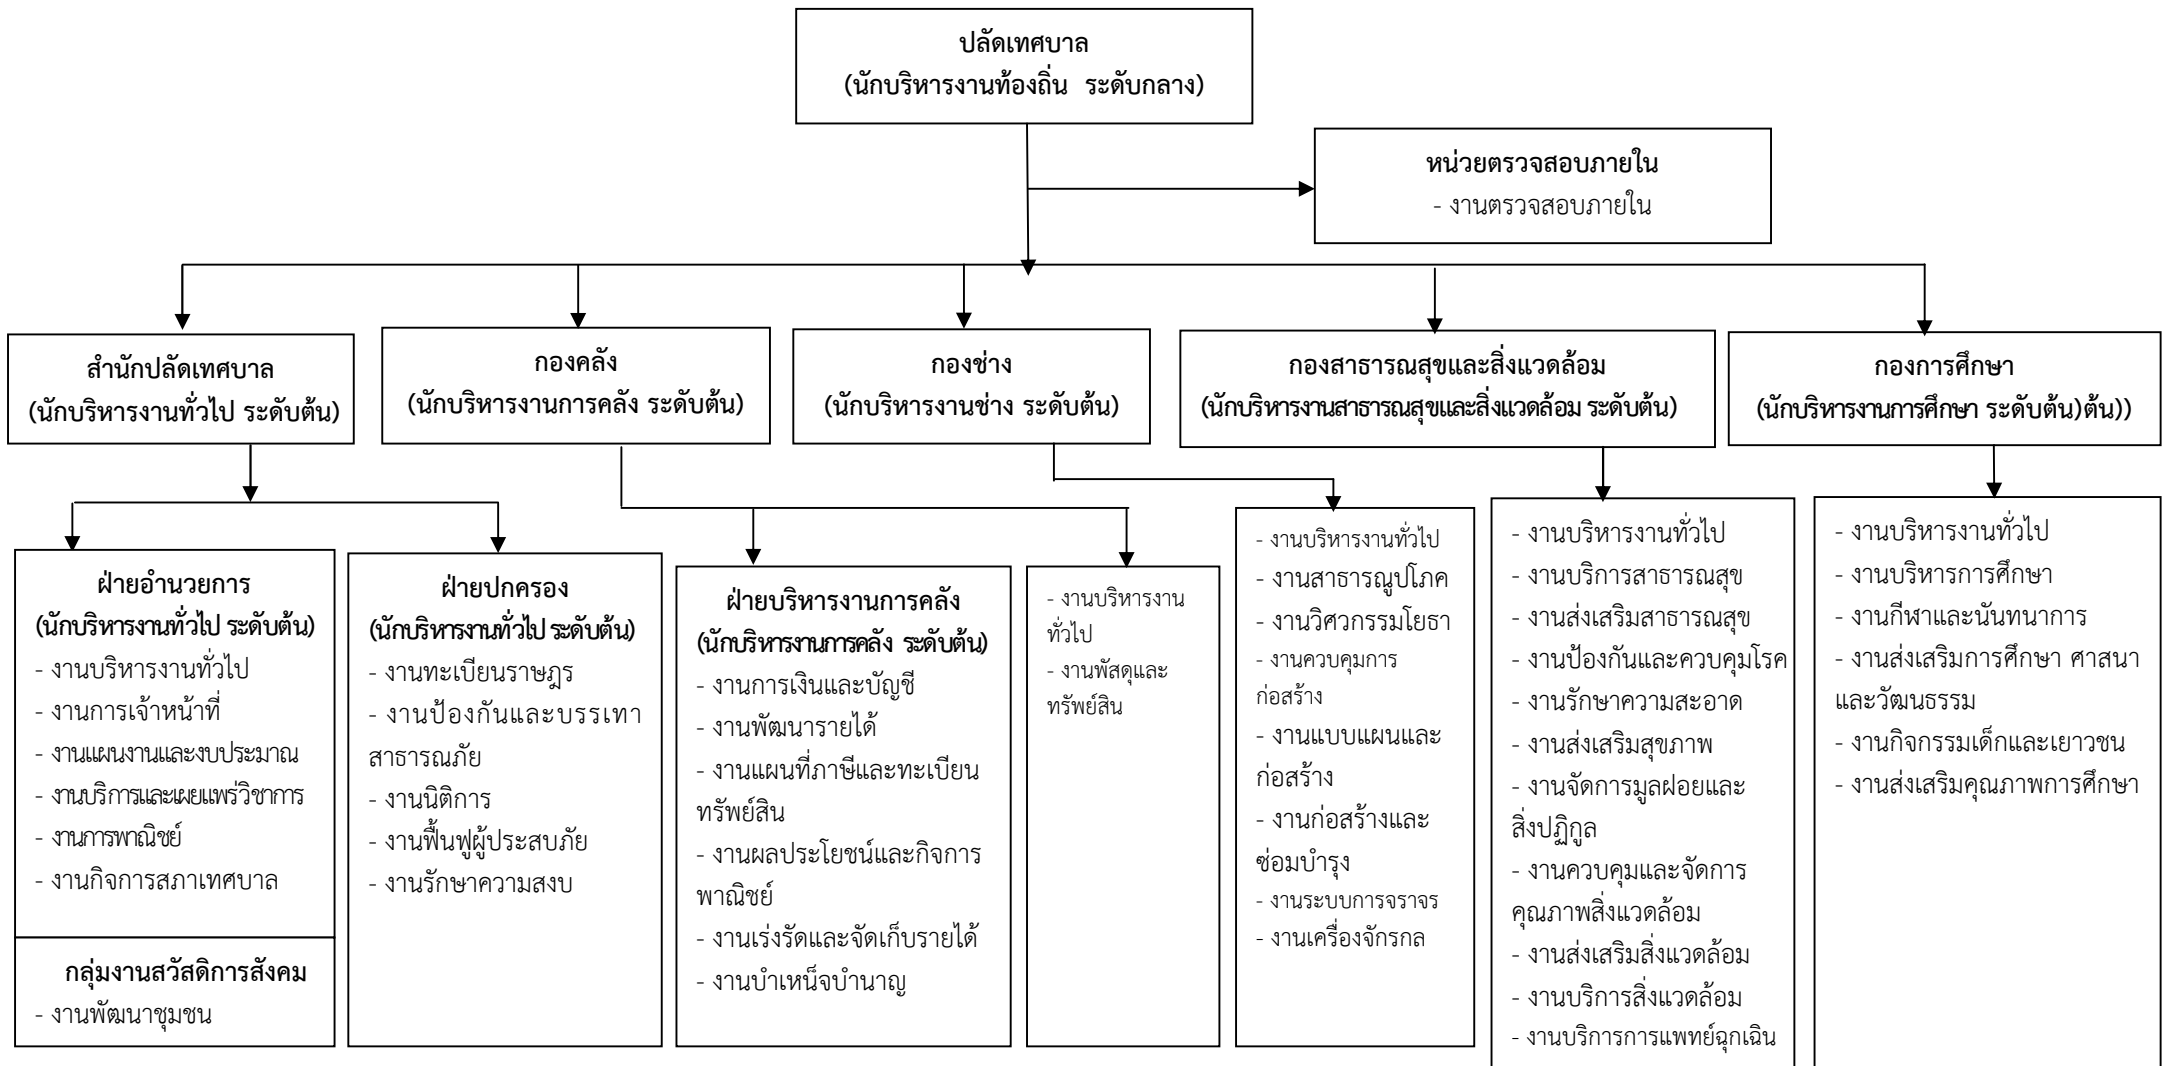 ปลัดเทศบาล
(นักบริหารงานท้องถิ่น ระดับกลาง)
หน่วยตรวจสอบภายใน
- งานตรวจสอบภายใน
สำนักปลัดเทศบาล
(นักบริหารงานทั่วไป ระดับต้น)
กองคลัง
(นักบริหารงานการคลัง ระดับต้น)
กองช่าง
(นักบริหารงานช่าง ระดับต้น)
กองสาธารณสุขและสิ่งแวดล้อม
(นักบริหารงานสาธารณสุขและสิ่งแวดล้อม ระดับต้น)
กองการศึกษา
(นักบริหารงานการศึกษา ระดับต้น)ต้น))
ฝ่ายอำนวยการ
(นักบริหารงานทั่วไป ระดับต้น)
- งานบริหารงานทั่วไป
- งานการเจ้าหน้าที่
- งานแผนงานและงบประมาณ
- งานบริการและเผยแพร่วิชาการ
- งานการพาณิชย์
- งานกิจการสภาเทศบาล
กลุ่มงานสวัสดิการสังคม
- งานพัฒนาชุมชน
ฝ่ายปกครอง
(นักบริหารงานทั่วไป ระดับต้น)
- งานทะเบียนราษฎร
- งานป้องกันและบรรเทา
สาธารณภัย
- งานนิติการ
- งานฟื้นฟูผู้ประสบภัย
- งานรักษาความสงบ
ฝ่ายบริหารงานการคลัง
(นักบริหารงานการคลัง ระดับต้น)
- งานการเงินและบัญชี
- งานพัฒนารายได้
- งานแผนที่ภาษีและทะเบียน
ทรัพย์สิน
- งานผลประโยชน์และกิจการ
พาณิชย์
- งานเร่งรัดและจัดเก็บรายได้
- งานบำเหน็จบำนาญ
- งานบริหารงาน
ทั่วไป
- งานพัสดุและ
ทรัพย์สิน
- งานบริหารงานทั่วไป
- งานสาธารณูปโภค
- งานวิศวกรรมโยธา
- งานควบคุมการ
ก่อสร้าง
- งานแบบแผนและ
ก่อสร้าง
- งานก่อสร้างและ
ซ่อมบำรุง
- งานระบบการจราจร
- งานเครื่องจักรกล
- งานบริหารงานทั่วไป
- งานบริการสาธารณสุข
- งานส่งเสริมสาธารณสุข
- งานป้องกันและควบคุมโรค
- งานรักษาความสะอาด
- งานส่งเสริมสุขภาพ
- งานจัดการมูลฝอยและ
สิ่งปฏิกูล
- งานควบคุมและจัดการ
คุณภาพสิ่งแวดล้อม
- งานส่งเสริมสิ่งแวดล้อม
- งานบริการสิ่งแวดล้อม
- งานบริการการแพทย์ฉุกเฉิน
- งานบริหารงานทั่วไป
- งานบริหารการศึกษา
- งานกีฬาและนันทนาการ
- งานส่งเสริมการศึกษา ศาสนา
และวัฒนธรรม
- งานกิจกรรมเด็กและเยาวชน
- งานส่งเสริมคุณภาพการศึกษา